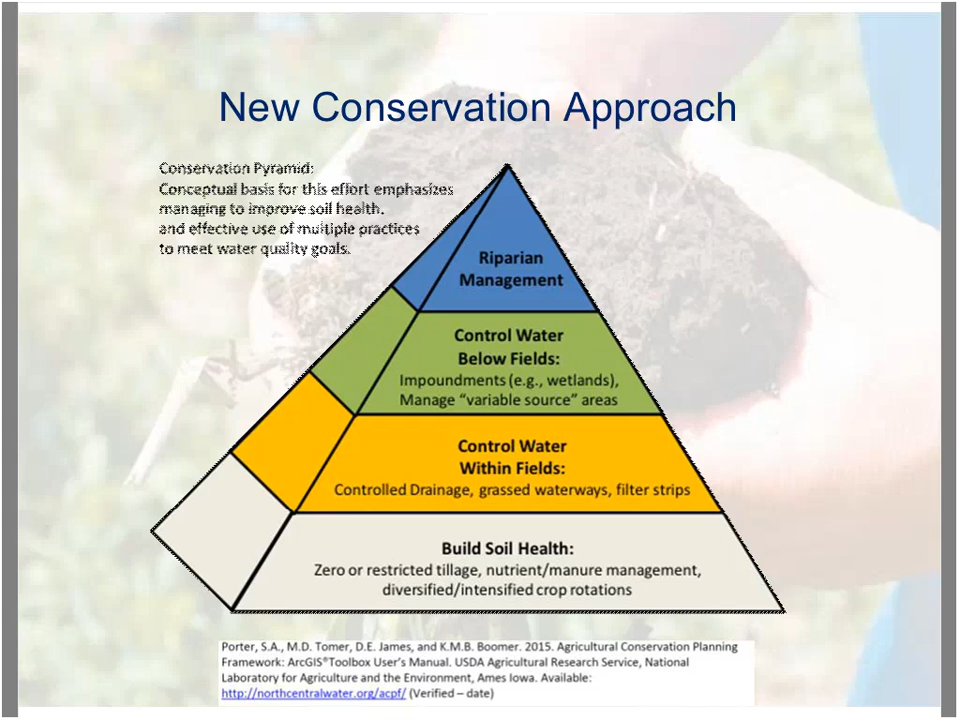 New Conservation Approach
Conservation Pyramid:
Conceptual basis for this effort emphasizes
managing to improve soil health.
and effective use of multiple practices
to meet water quality goals.
Riparian
Management
Control Water
Below Fields:
Impoundments (e.g., wetlands),
Manage “variable source” areas
Control Water
Within Fields:
Controlled Drainage, grassed waterways, filter strips
Build Soil Health:
Zero or restricted tillage, nutrient/manure management,
diversified/intensified crop rotations
Porter, S.A., M.D. Tomer, D.E. James, and K.M.B. Boomer. 2015. Agricultural Conservation Planning
Framework: ArcGIS®Toolbox User’s Manual. USDA Agricultural Research Service, National
Laboratory for Agriculture and the Environment, Ames Iowa. Available:
http://northcentralwater.org/acpf/ (Verified – date)